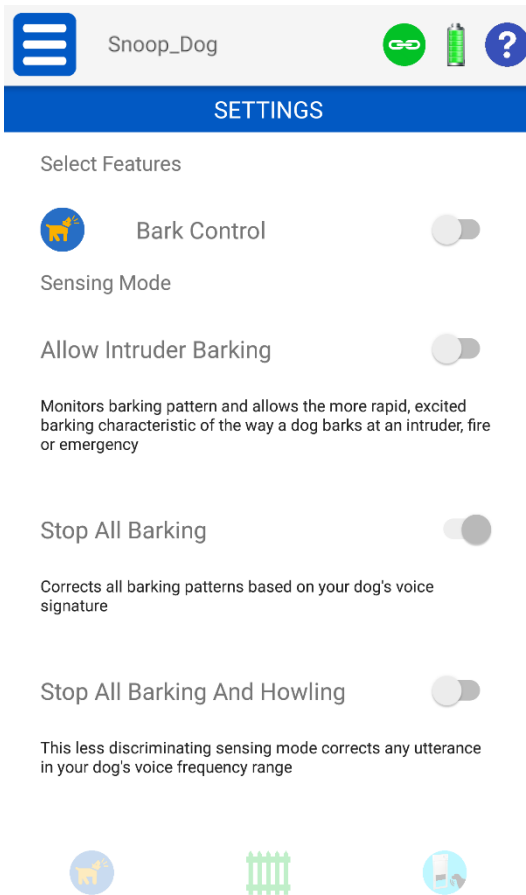 Snoop_Dog
?
SETTINGS
Select Features
Bark Control
Sensing Mode
Allow Intruder Barking
Monitors barking pattern and allows the more rapid, excited
barking characteristic of the way a dog barks at an intruder, fire
or emergency
Stop All Barking
Corrects all barking patterns based on your dog's voice
signature
Stop All Barking And Howling
This less discriminating sensing mode corrects any utterance
in your dog's voice frequency range